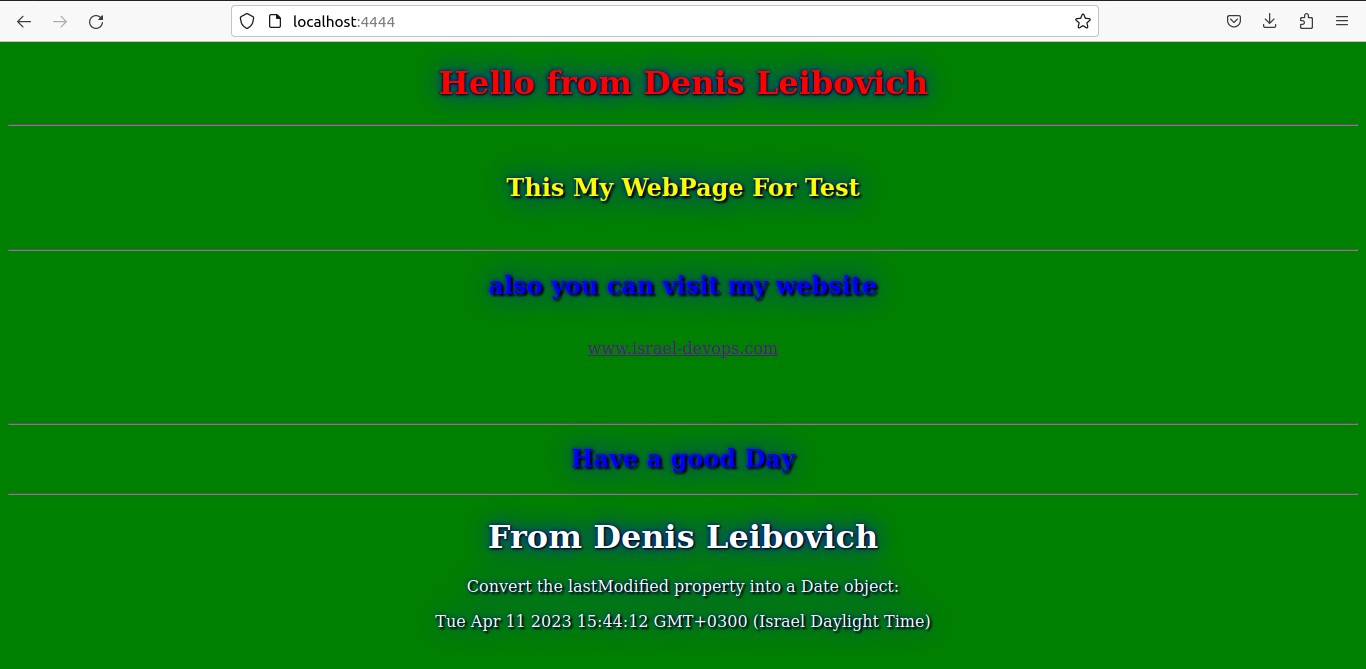 localhost:4444
Hello from Denis Leibovich
This My WebPage For Test
also you can visit my website
www.israel-devops.com
Have a good Day
From Denis Leibovich
Convert the lastModified property into a Date object:
Tue Apr 11 2023 15:44:12 GMT+0300 (Israel Daylight Time)